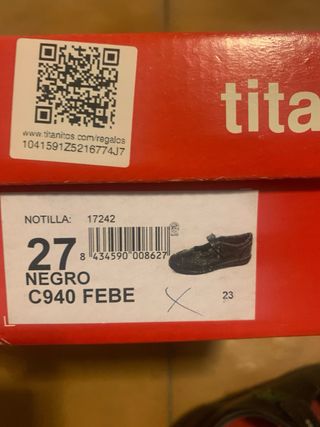 www.titanitos.com/regalos
1041591Z5216774J7
tita
NOTILLA: 17242
27
8 434590 008627
NEGRO
C940 FEBE
23